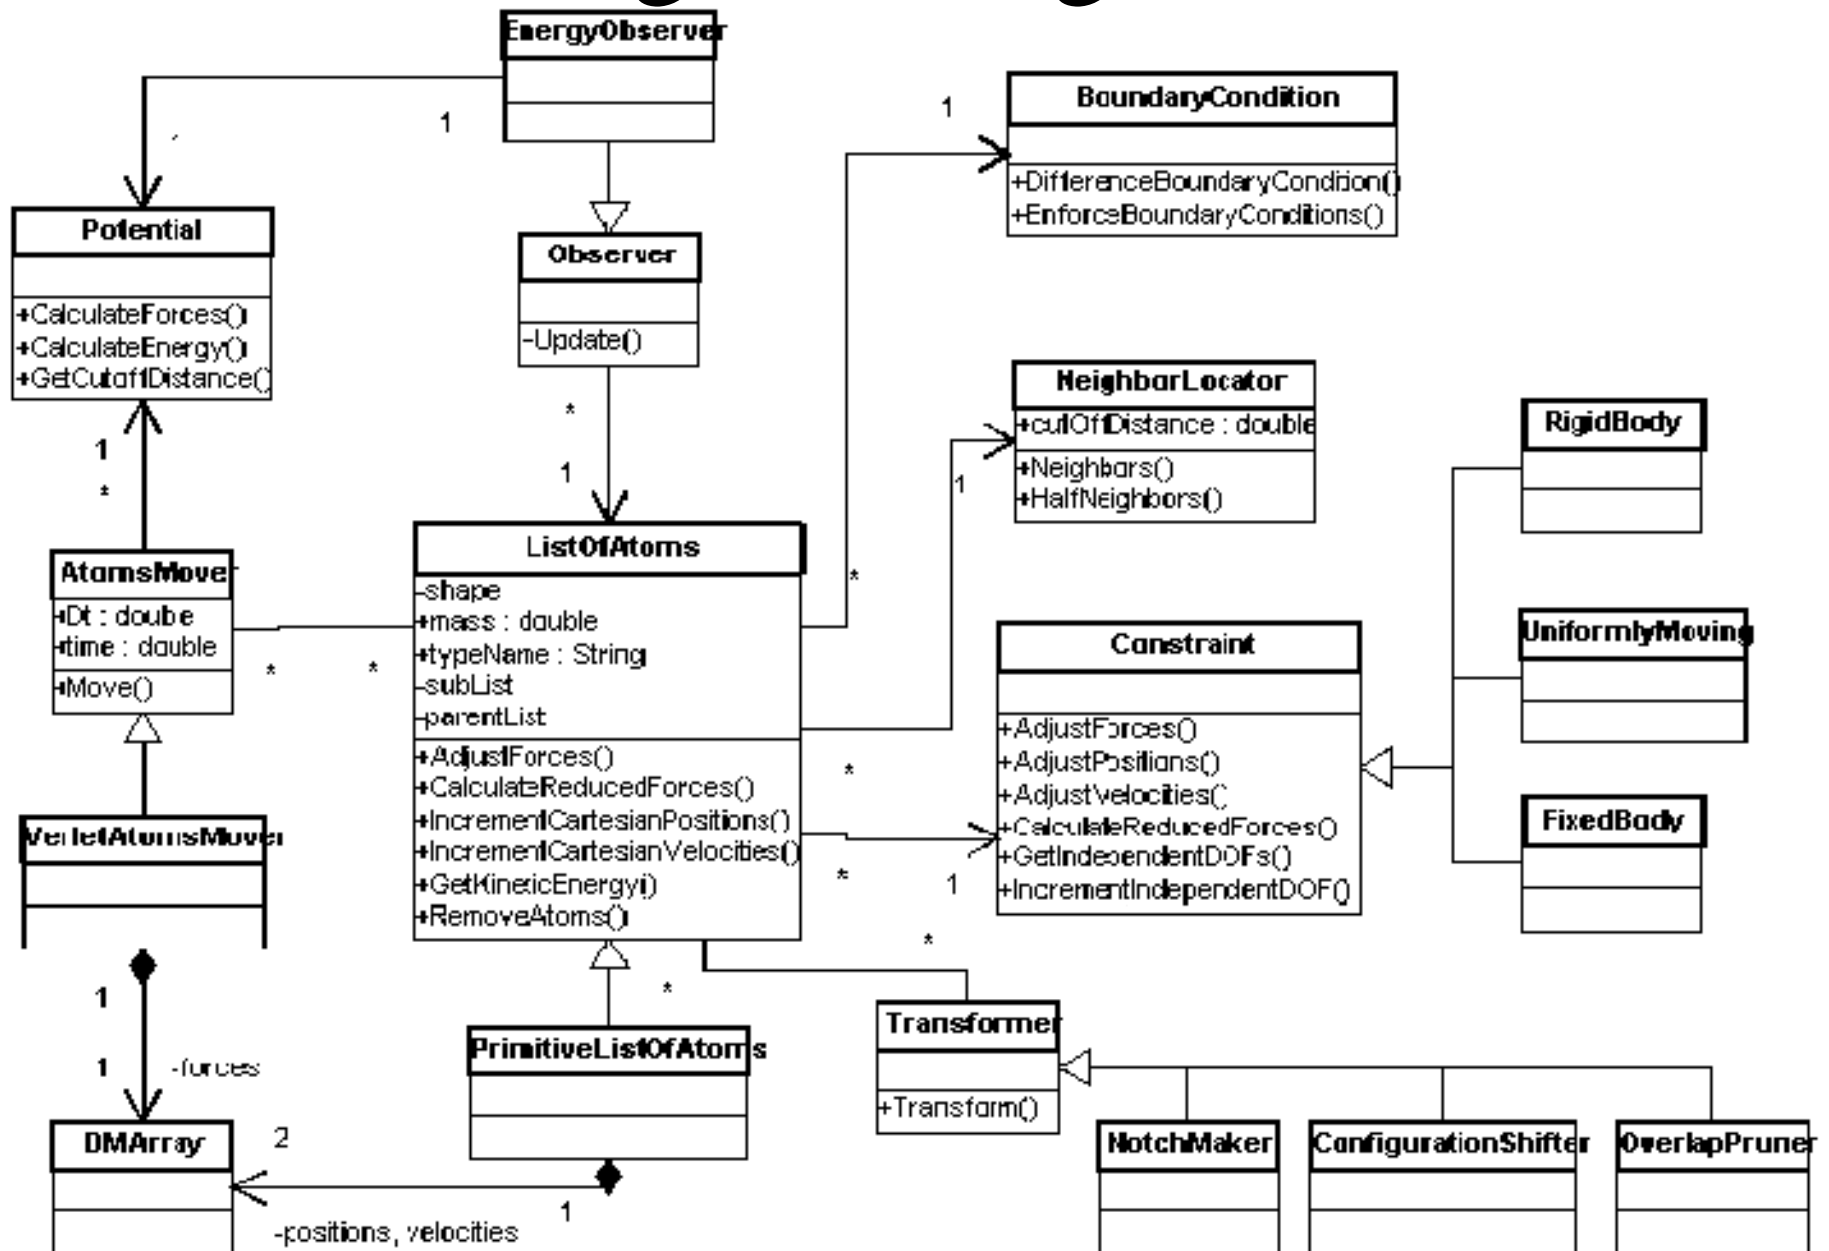 EnergyObserver
1
Potential
+CalculateForces()
+CalculateEnergy()
+GetCutoffDistance()
Observer
-Update()
1
BoundaryCondition
+DifferenceBoundaryCondition()
+EnforceBoundaryConditions()
*
1
1
*
NeighborLocator
+cutOffDistance : double
+Neighbors()
+HalfNeighbors()
1
RigidBody
AtomsMover
+Dt : double
+time : double
+Move()
*
*
ListOfAtoms
-shape
+mass : double
+typeName : String
-subList
-parentList
+AdjustForces()
+CalculateReducedForces()
+IncrementCartesianPositions()
+IncrementCartesianVelocities()
+GetKineticEnergy()
+RemoveAtoms()
*
*
*
1
Constraint
+AdjustForces()
+AdjustPositions()
+AdjustVelocities()
+CalculateReducedForces()
+GetIndependentDOFs()
+IncrementIndependentDOF()
UniformlyMoving
FixedBody
VerletAtomsMover
1
1
-forces
*
*
PrimitiveListOfAtoms
Transformer
+Transform()
DMArray
2
1
-positions, velocities
NotchMaker
ConfigurationShifter
OverlapPruner